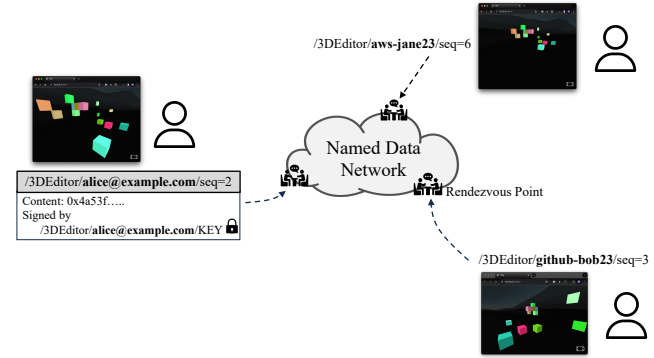 /3DEditor/aws-jane23/seq=6
/3DEditor/alice@example.com/seq=2
Content: 0x4a53f…..
Signed by
/3DEditor/alice@example.com/KEY
Named Data
Network
Rendezvous Point
/3DEditor/github-bob23/seq=3